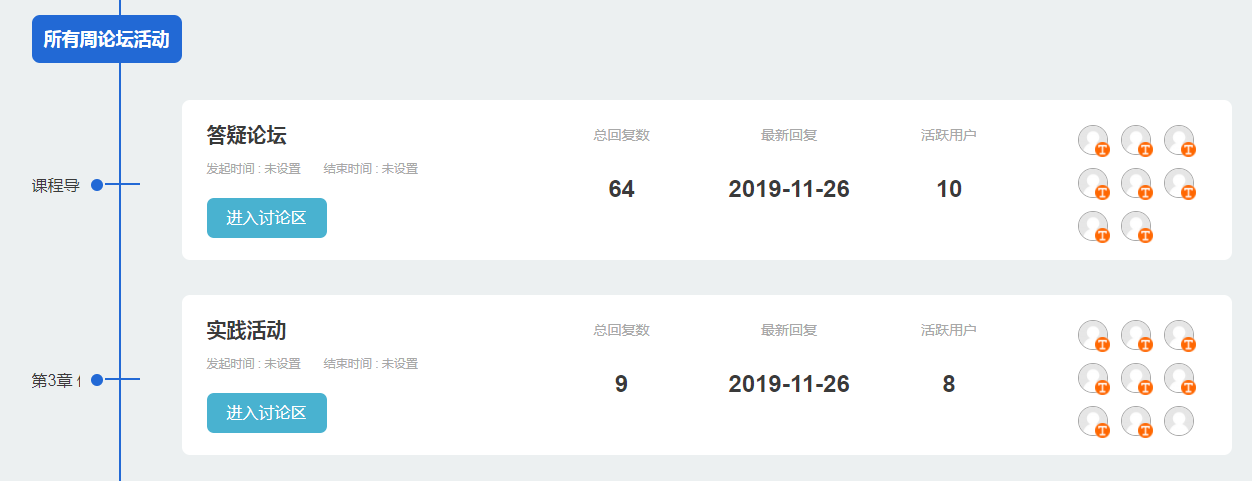 所有周论坛活动
课程导
答疑论坛
发起时间 : 未设置 结束时间 : 未设置
进入讨论区
总回复数 最新回复 活跃用户
64 2019-11-26 10
T T T
T T T
T T
第3章
实践活动
发起时间 : 未设置 结束时间 : 未设置
进入讨论区
总回复数 最新回复 活跃用户
9 2019-11-26 8
T T T
T T T
T T